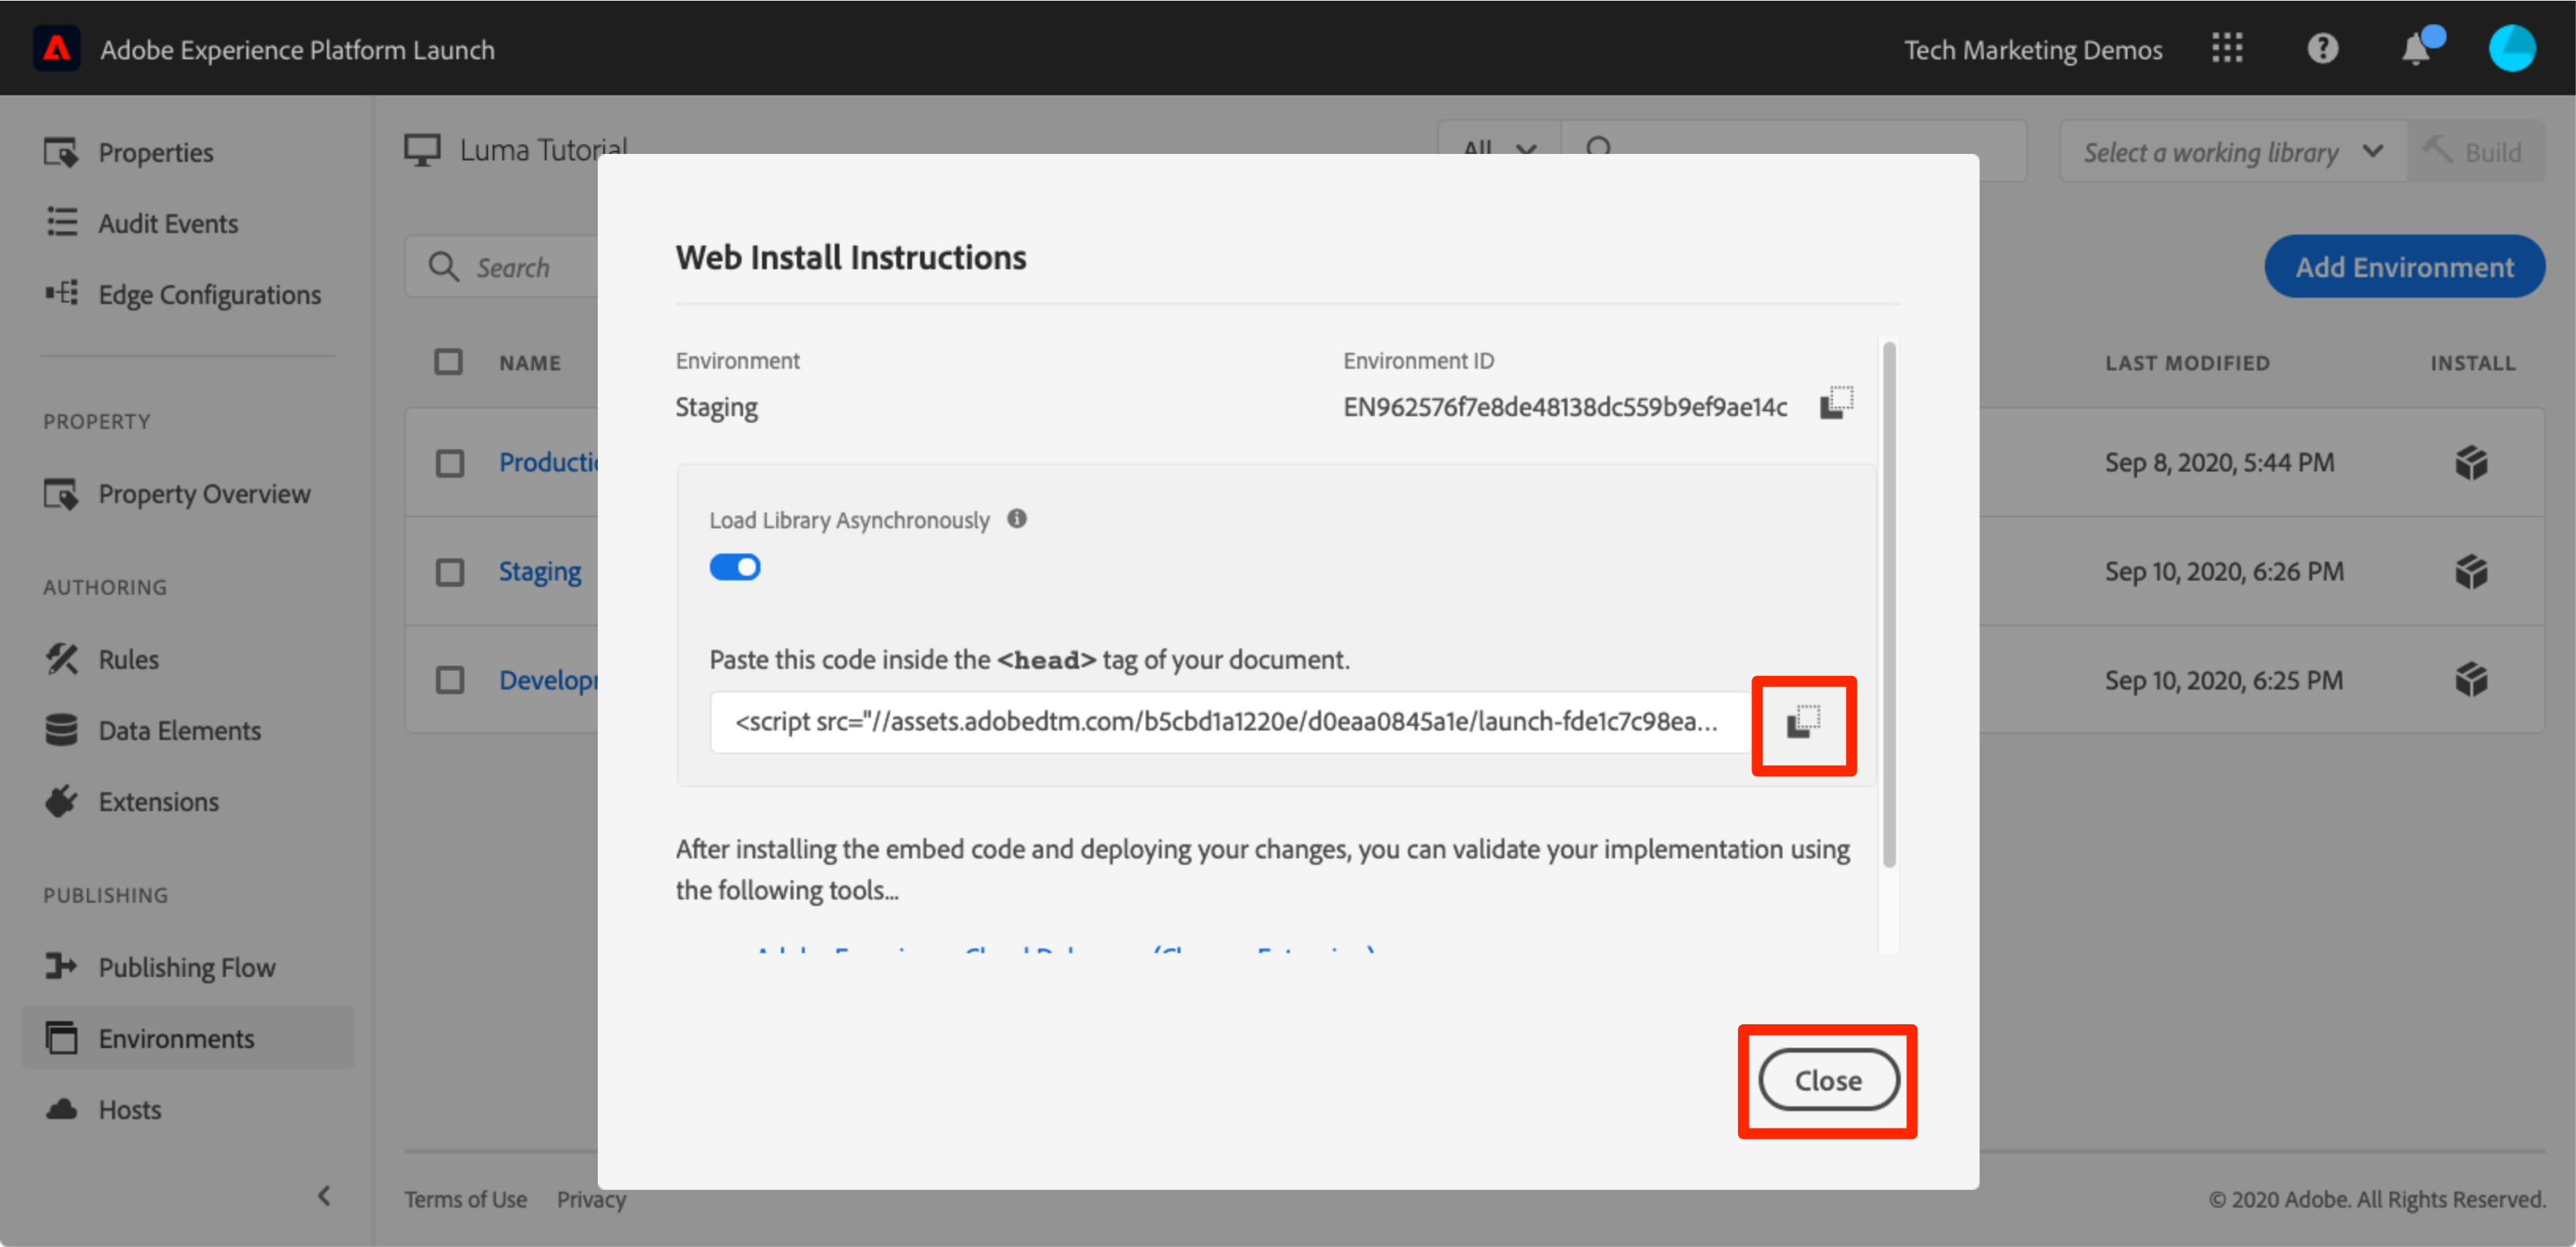 Adobe Experience Platform Launch
Tech Marketing Demos
Properties
Audit Events
Edge Configurations
PROPERTY
Property Overview
AUTHORING
Rules
Data Elements
Extensions
PUBLISHING
Publishing Flow
Environments
Hosts
Luma Tutorial
All
Select a working library
Build
Search
Add Environment
NAME
LAST MODIFIED
INSTALL
Productio
Sep 8, 2020, 5:44 PM
Staging
Sep 10, 2020, 6:26 PM
Develop
Sep 10, 2020, 6:25 PM
Web Install Instructions
Environment
Environment ID
Staging
EN962576f7e8de48138dc559b9ef9ae14c
Load Library Asynchronously
Paste this code inside the <head> tag of your document.
<script src="//assets.adobedtm.com/b5cbd1a1220e/d0eaa0845a1e/launch-fde1c7c98ea...
After installing the embed code and deploying your changes, you can validate your implementation using
the following tools...
Close
Terms of Use
Privacy
© 2020 Adobe. All Rights Reserved.